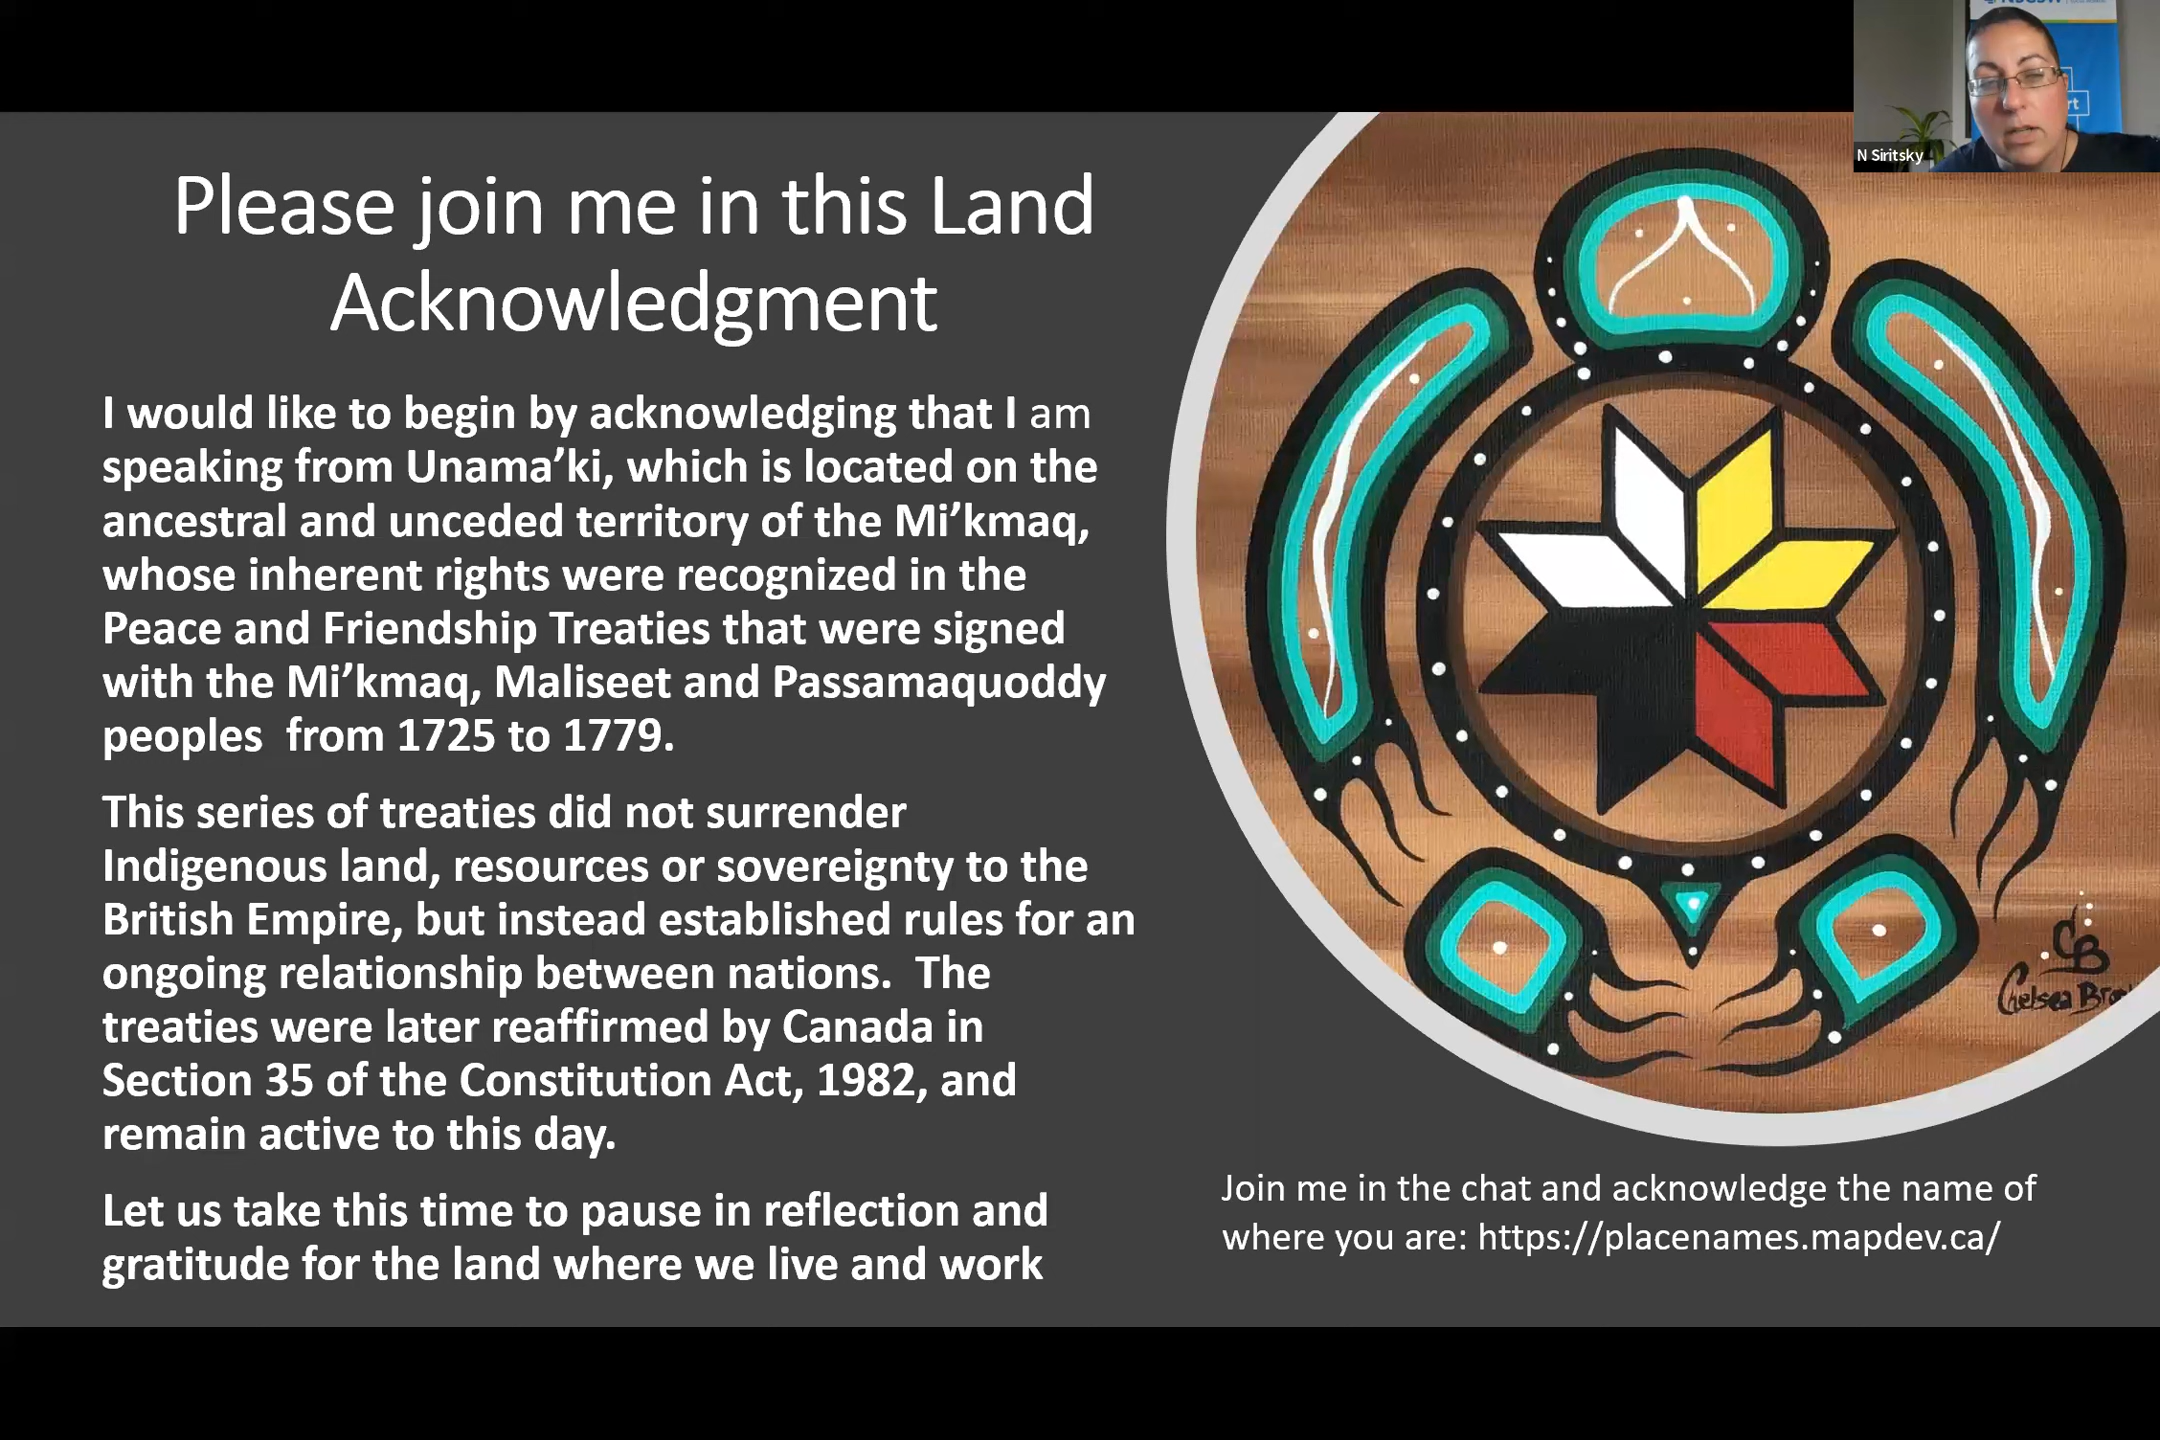 Please join me in this Land
Acknowledgment
I would like to begin by acknowledging that I am
speaking from Unama’ki, which is located on the
ancestral and unceded territory of the Mi’kmaq,
whose inherent rights were recognized in the
Peace and Friendship Treaties that were signed
with the Mi’kmaq, Maliseet and Passamaquoddy
peoples  from 1725 to 1779.
This series of treaties did not surrender
Indigenous land, resources or sovereignty to the
British Empire, but instead established rules for an
ongoing relationship between nations.  The
treaties were later reaffirmed by Canada in
Section 35 of the Constitution Act, 1982, and
remain active to this day.
Let us take this time to pause in reflection and
gratitude for the land where we live and work
N Siritsky
CB
Chelsea
Join me in the chat and acknowledge the name of
where you are: https://placenames.mapdev.ca/